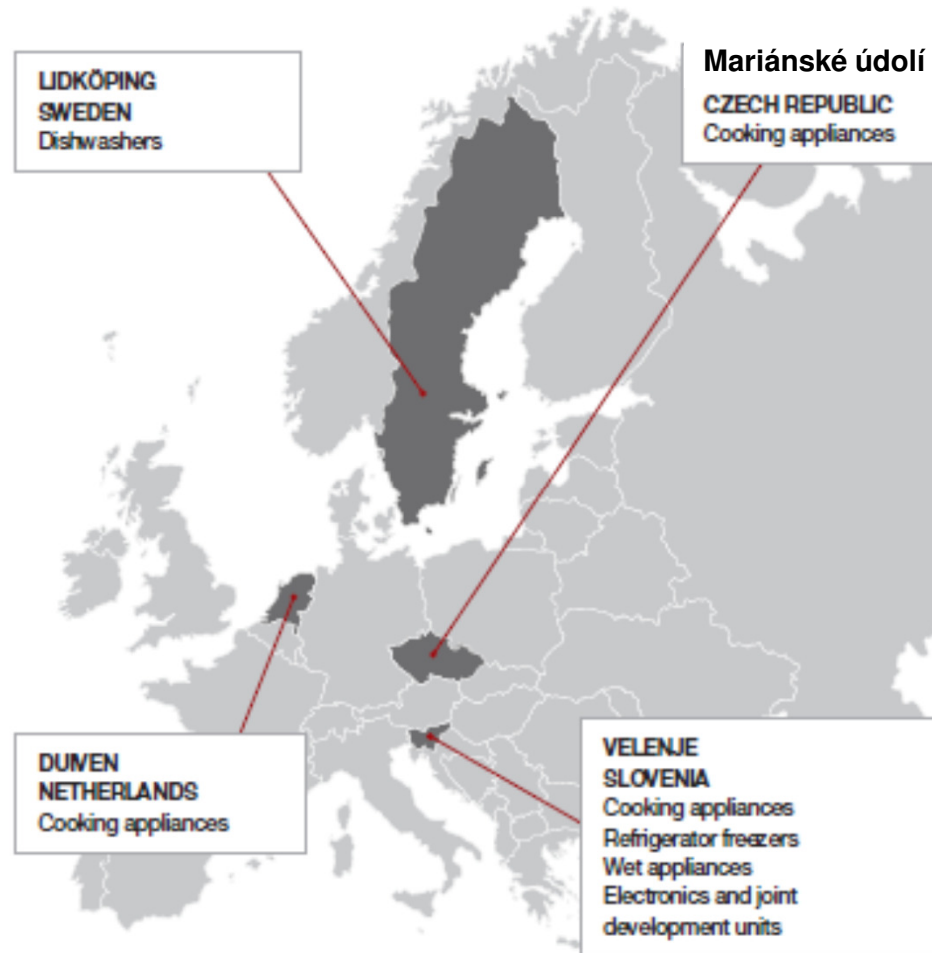 LIDKÖPING
SWEDEN
Dishwashers
Mariánské údolí
CZECH REPUBLIC
Cooking appliances
DUIVEN
NETHERLANDS
Cooking appliances
VELENJE
SLOVENIA
Cooking appliances
Refrigerator freezers
Wet appliances
Electronics and joint
development units